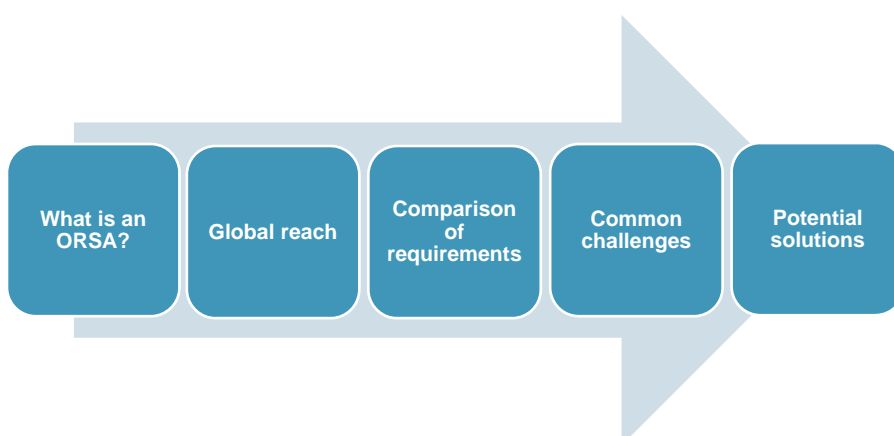 What is an
ORSA?
Global reach
Comparison
of
requirements
Common
challenges
Potential
solutions